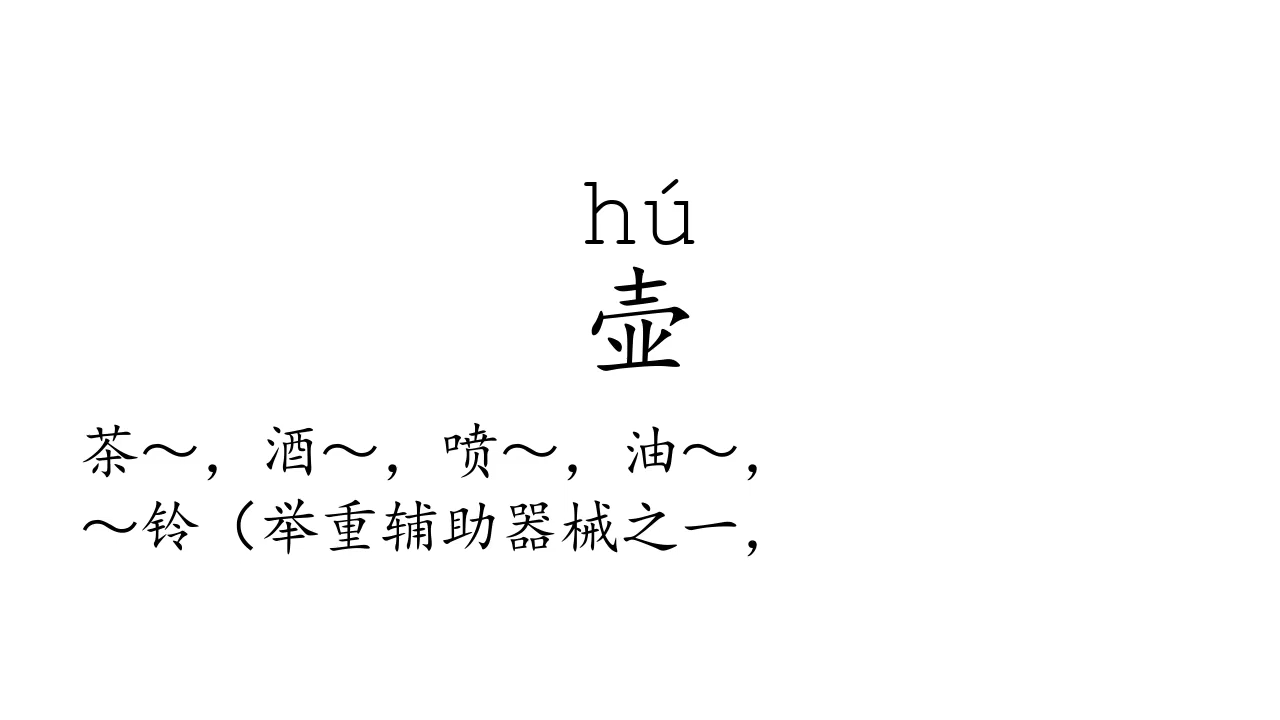 hú
壶
茶～，酒～，喷～，油～，
～铃（举重辅助器械之一，